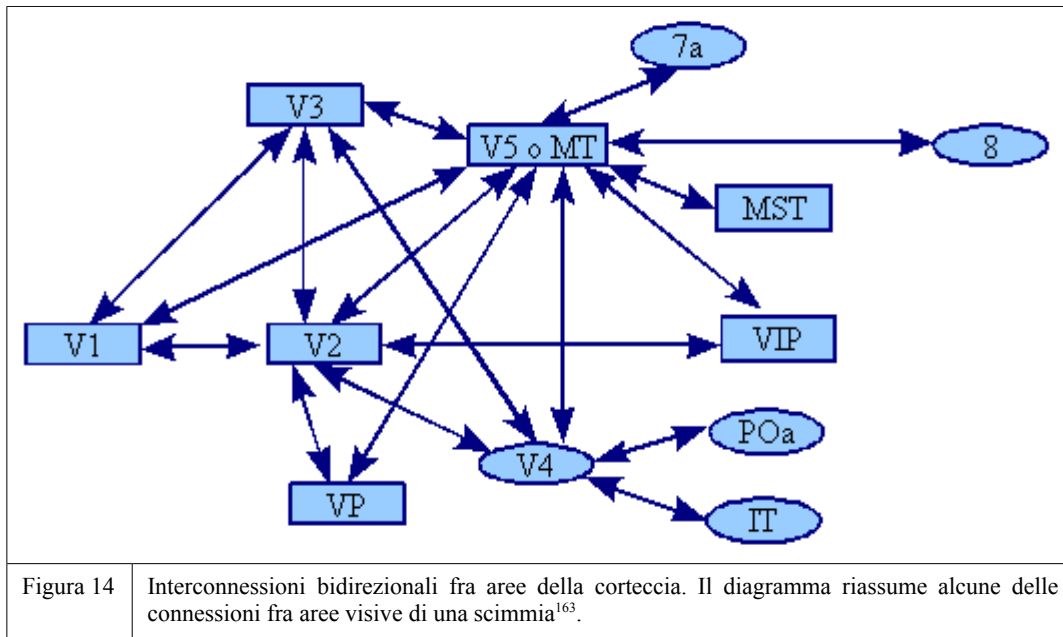 7a
V3
V5 o MT
8
MST
V1
V2
VIP
POa
V4
VP
IT
Figura 14
Interconnessioni bidirezionali fra aree della corteccia. Il diagramma riassume alcune delle
connessioni fra aree visive di una scimmia¹⁶³.